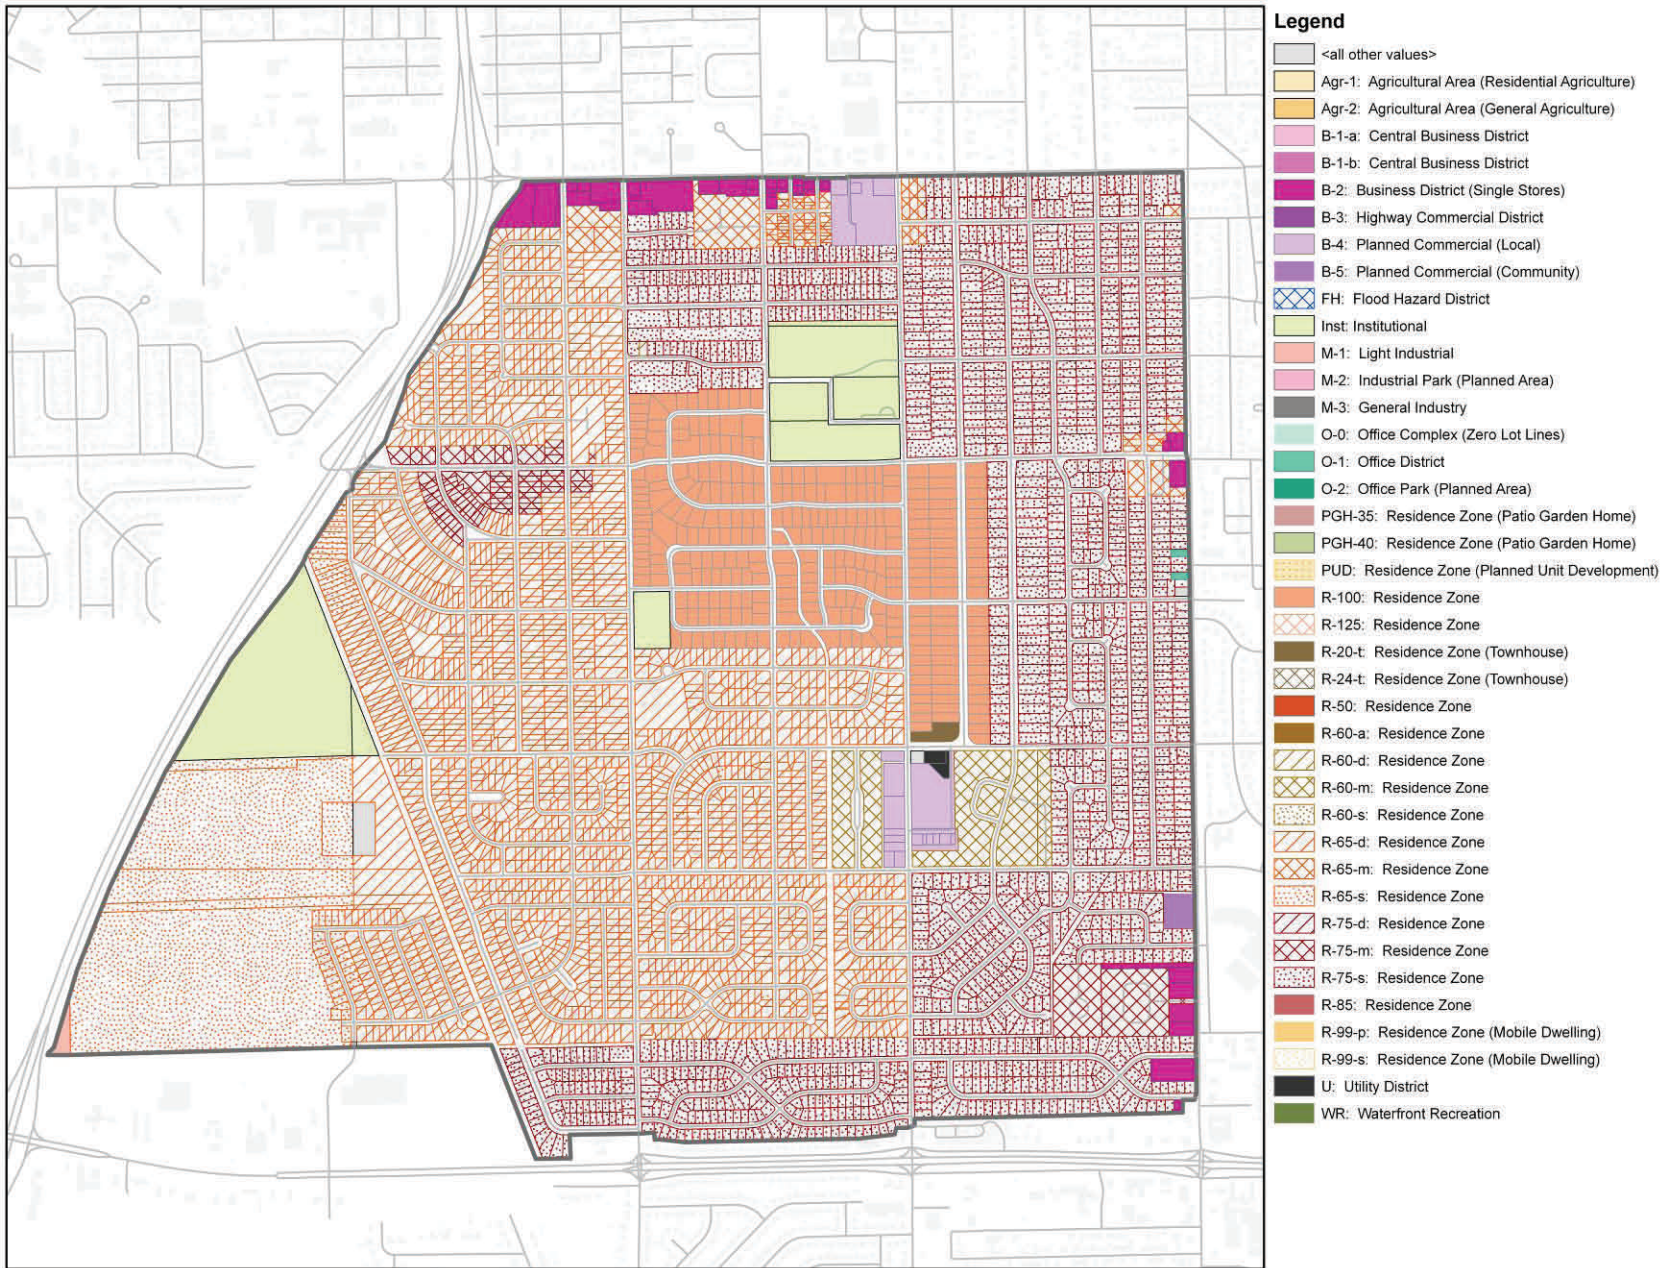 Legend
<all other values>
Agr-1: Agricultural Area (Residential Agriculture)
Agr-2: Agricultural Area (General Agriculture)
B-1-a: Central Business District
B-1-b: Central Business District
B-2: Business District (Single Stores)
B-3: Highway Commercial District
B-4: Planned Commercial (Local)
B-5: Planned Commercial (Community)
FH: Flood Hazard District
Inst: Institutional
M-1: Light Industrial
M-2: Industrial Park (Planned Area)
M-3: General Industry
O-0: Office Complex (Zero Lot Lines)
O-1: Office District
O-2: Office Park (Planned Area)
PGH-35: Residence Zone (Patio Garden Home)
PGH-40: Residence Zone (Patio Garden Home)
PUD: Residence Zone (Planned Unit Development)
R-100: Residence Zone
R-125: Residence Zone
R-20-t: Residence Zone (Townhouse)
R-24-t: Residence Zone (Townhouse)
R-50: Residence Zone
R-60-a: Residence Zone
R-60-d: Residence Zone
R-60-m: Residence Zone
R-60-s: Residence Zone
R-65-d: Residence Zone
R-65-m: Residence Zone
R-65-s: Residence Zone
R-75-d: Residence Zone
R-75-m: Residence Zone
R-75-s: Residence Zone
R-85: Residence Zone
R-99-p: Residence Zone (Mobile Dwelling)
R-99-s: Residence Zone (Mobile Dwelling)
U: Utility District
WR: Waterfront Recreation